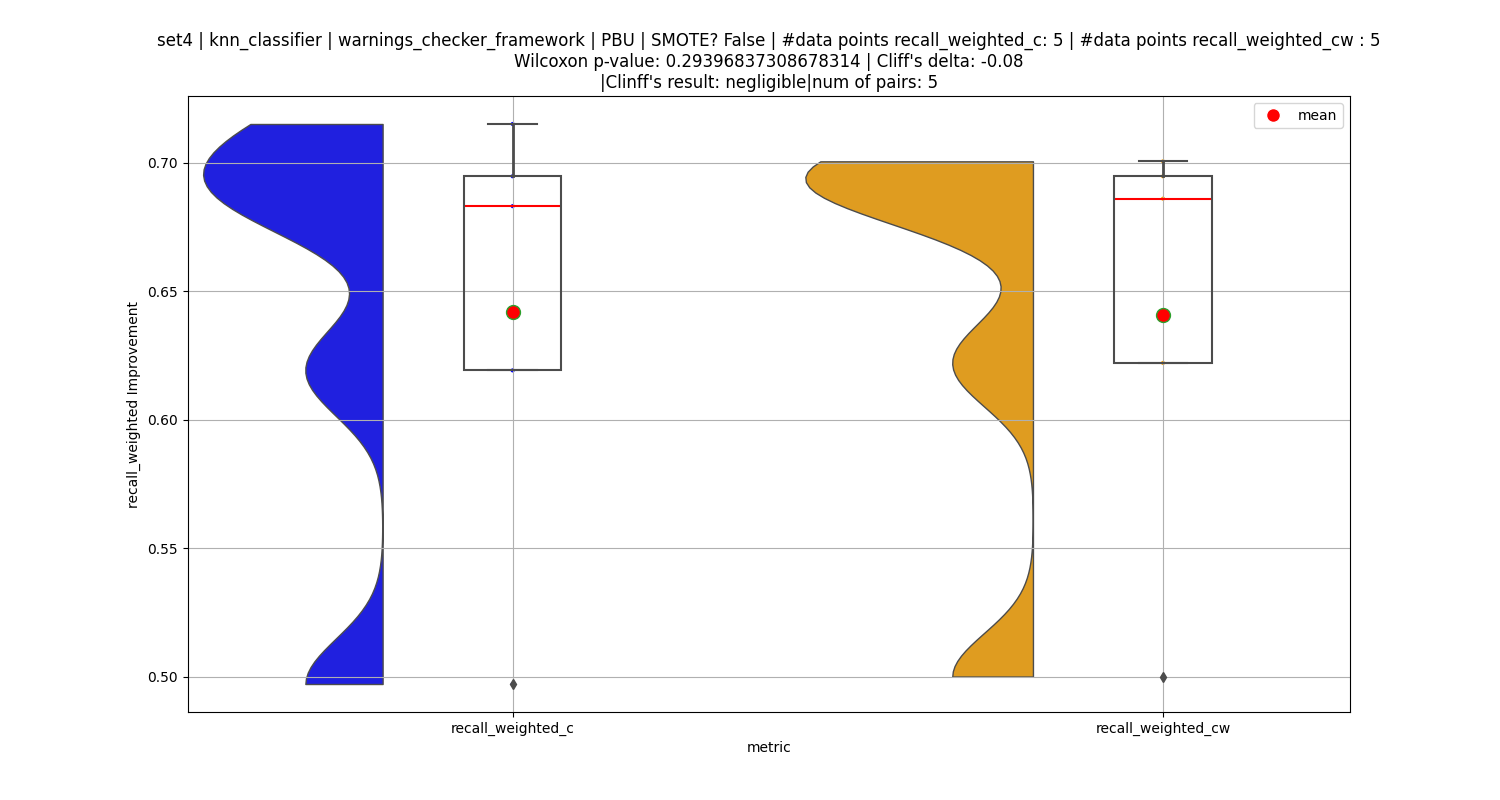 set4 | knn_classifier | warnings_checker_framework | PBU | SMOTE? False | #data points recall_weighted_c: 5 | #data points recall_weighted_cw : 5
Wilcoxon p-value: 0.29396837308678314 | Cliff's delta: -0.08
|Clinff's result: negligible|num of pairs: 5
mean
0.70
0.65
0.60
0.55
0.50
recall_weighted Improvement
recall_weighted_c
recall_weighted_cw
metric